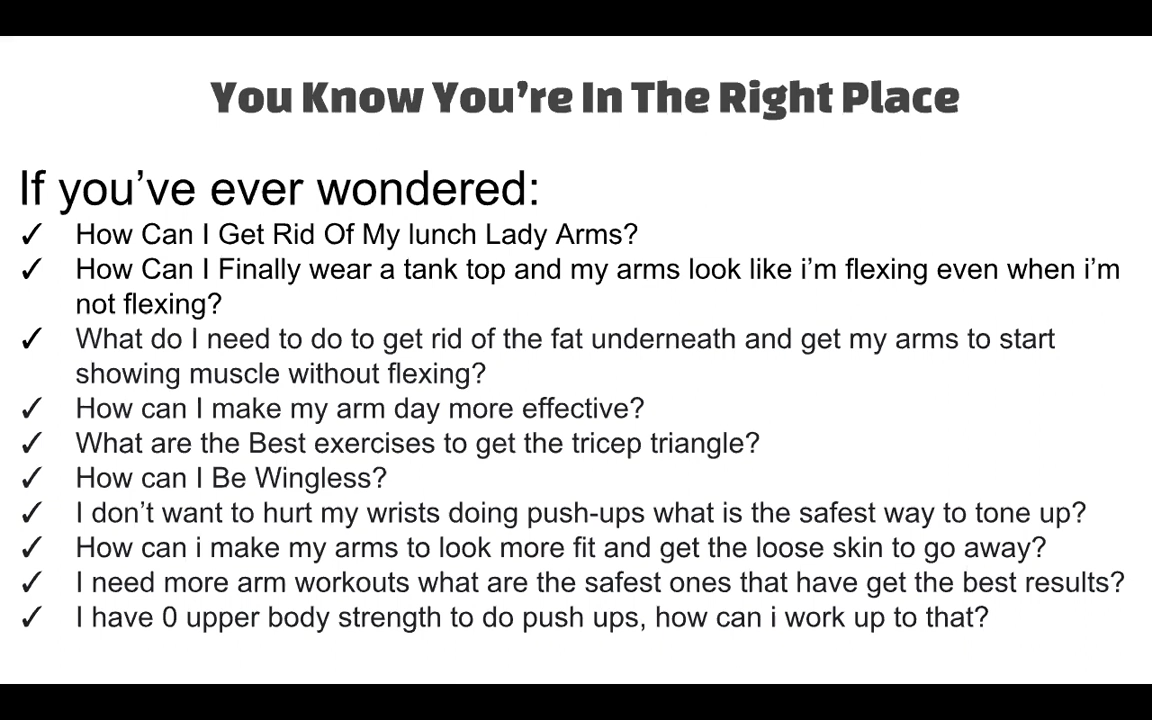 You Know You’re In The Right Place
If you’ve ever wondered:
✓ How Can I Get Rid Of My lunch Lady Arms?
✓ How Can I Finally wear a tank top and my arms look like i’m flexing even when i’m
not flexing?
✓ What do I need to do to get rid of the fat underneath and get my arms to start
showing muscle without flexing?
✓ How can I make my arm day more effective?
✓ What are the Best exercises to get the tricep triangle?
✓ How can I Be Wingless?
✓ I don’t want to hurt my wrists doing push-ups what is the safest way to tone up?
✓ How can i make my arms to look more fit and get the loose skin to go away?
✓ I need more arm workouts what are the safest ones that have get the best results?
✓ I have 0 upper body strength to do push ups, how can i work up to that?